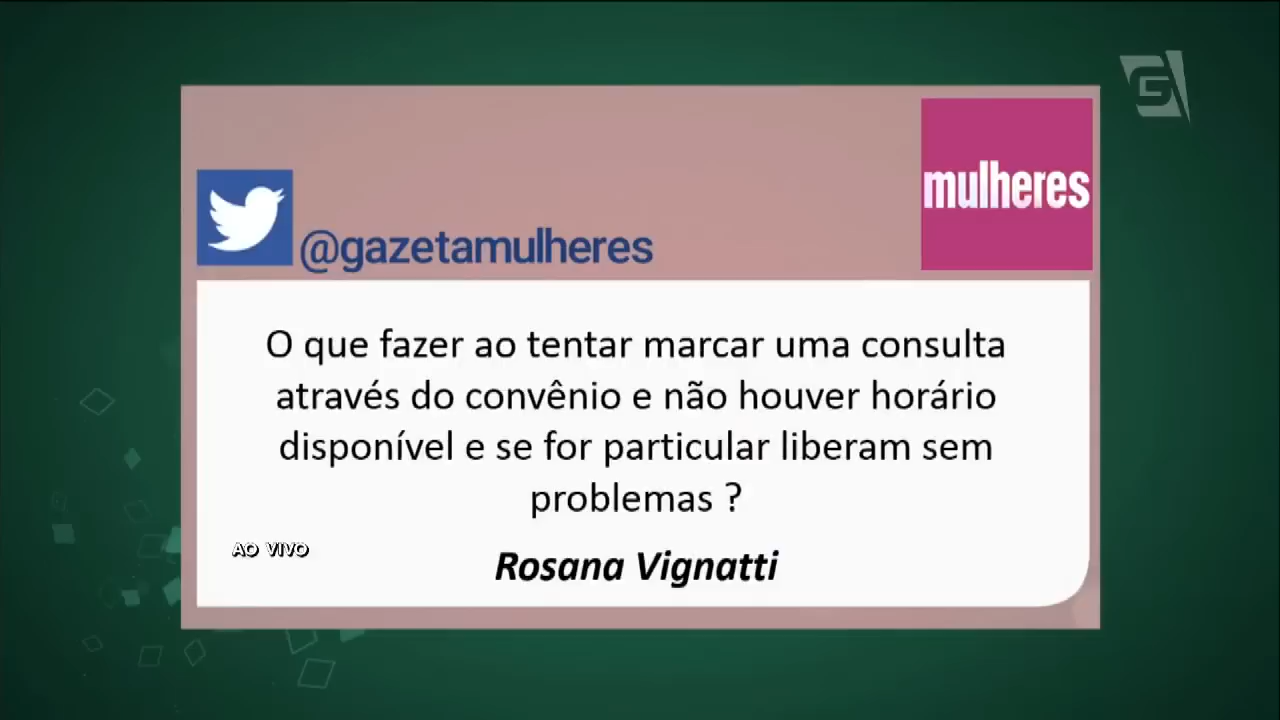 mulheres
@gazetamulheres
O que fazer ao tentar marcar uma consulta
através do convênio e não houver horário
disponível e se for particular liberam sem
problemas ?
AO VIVO
Rosana Vignatti